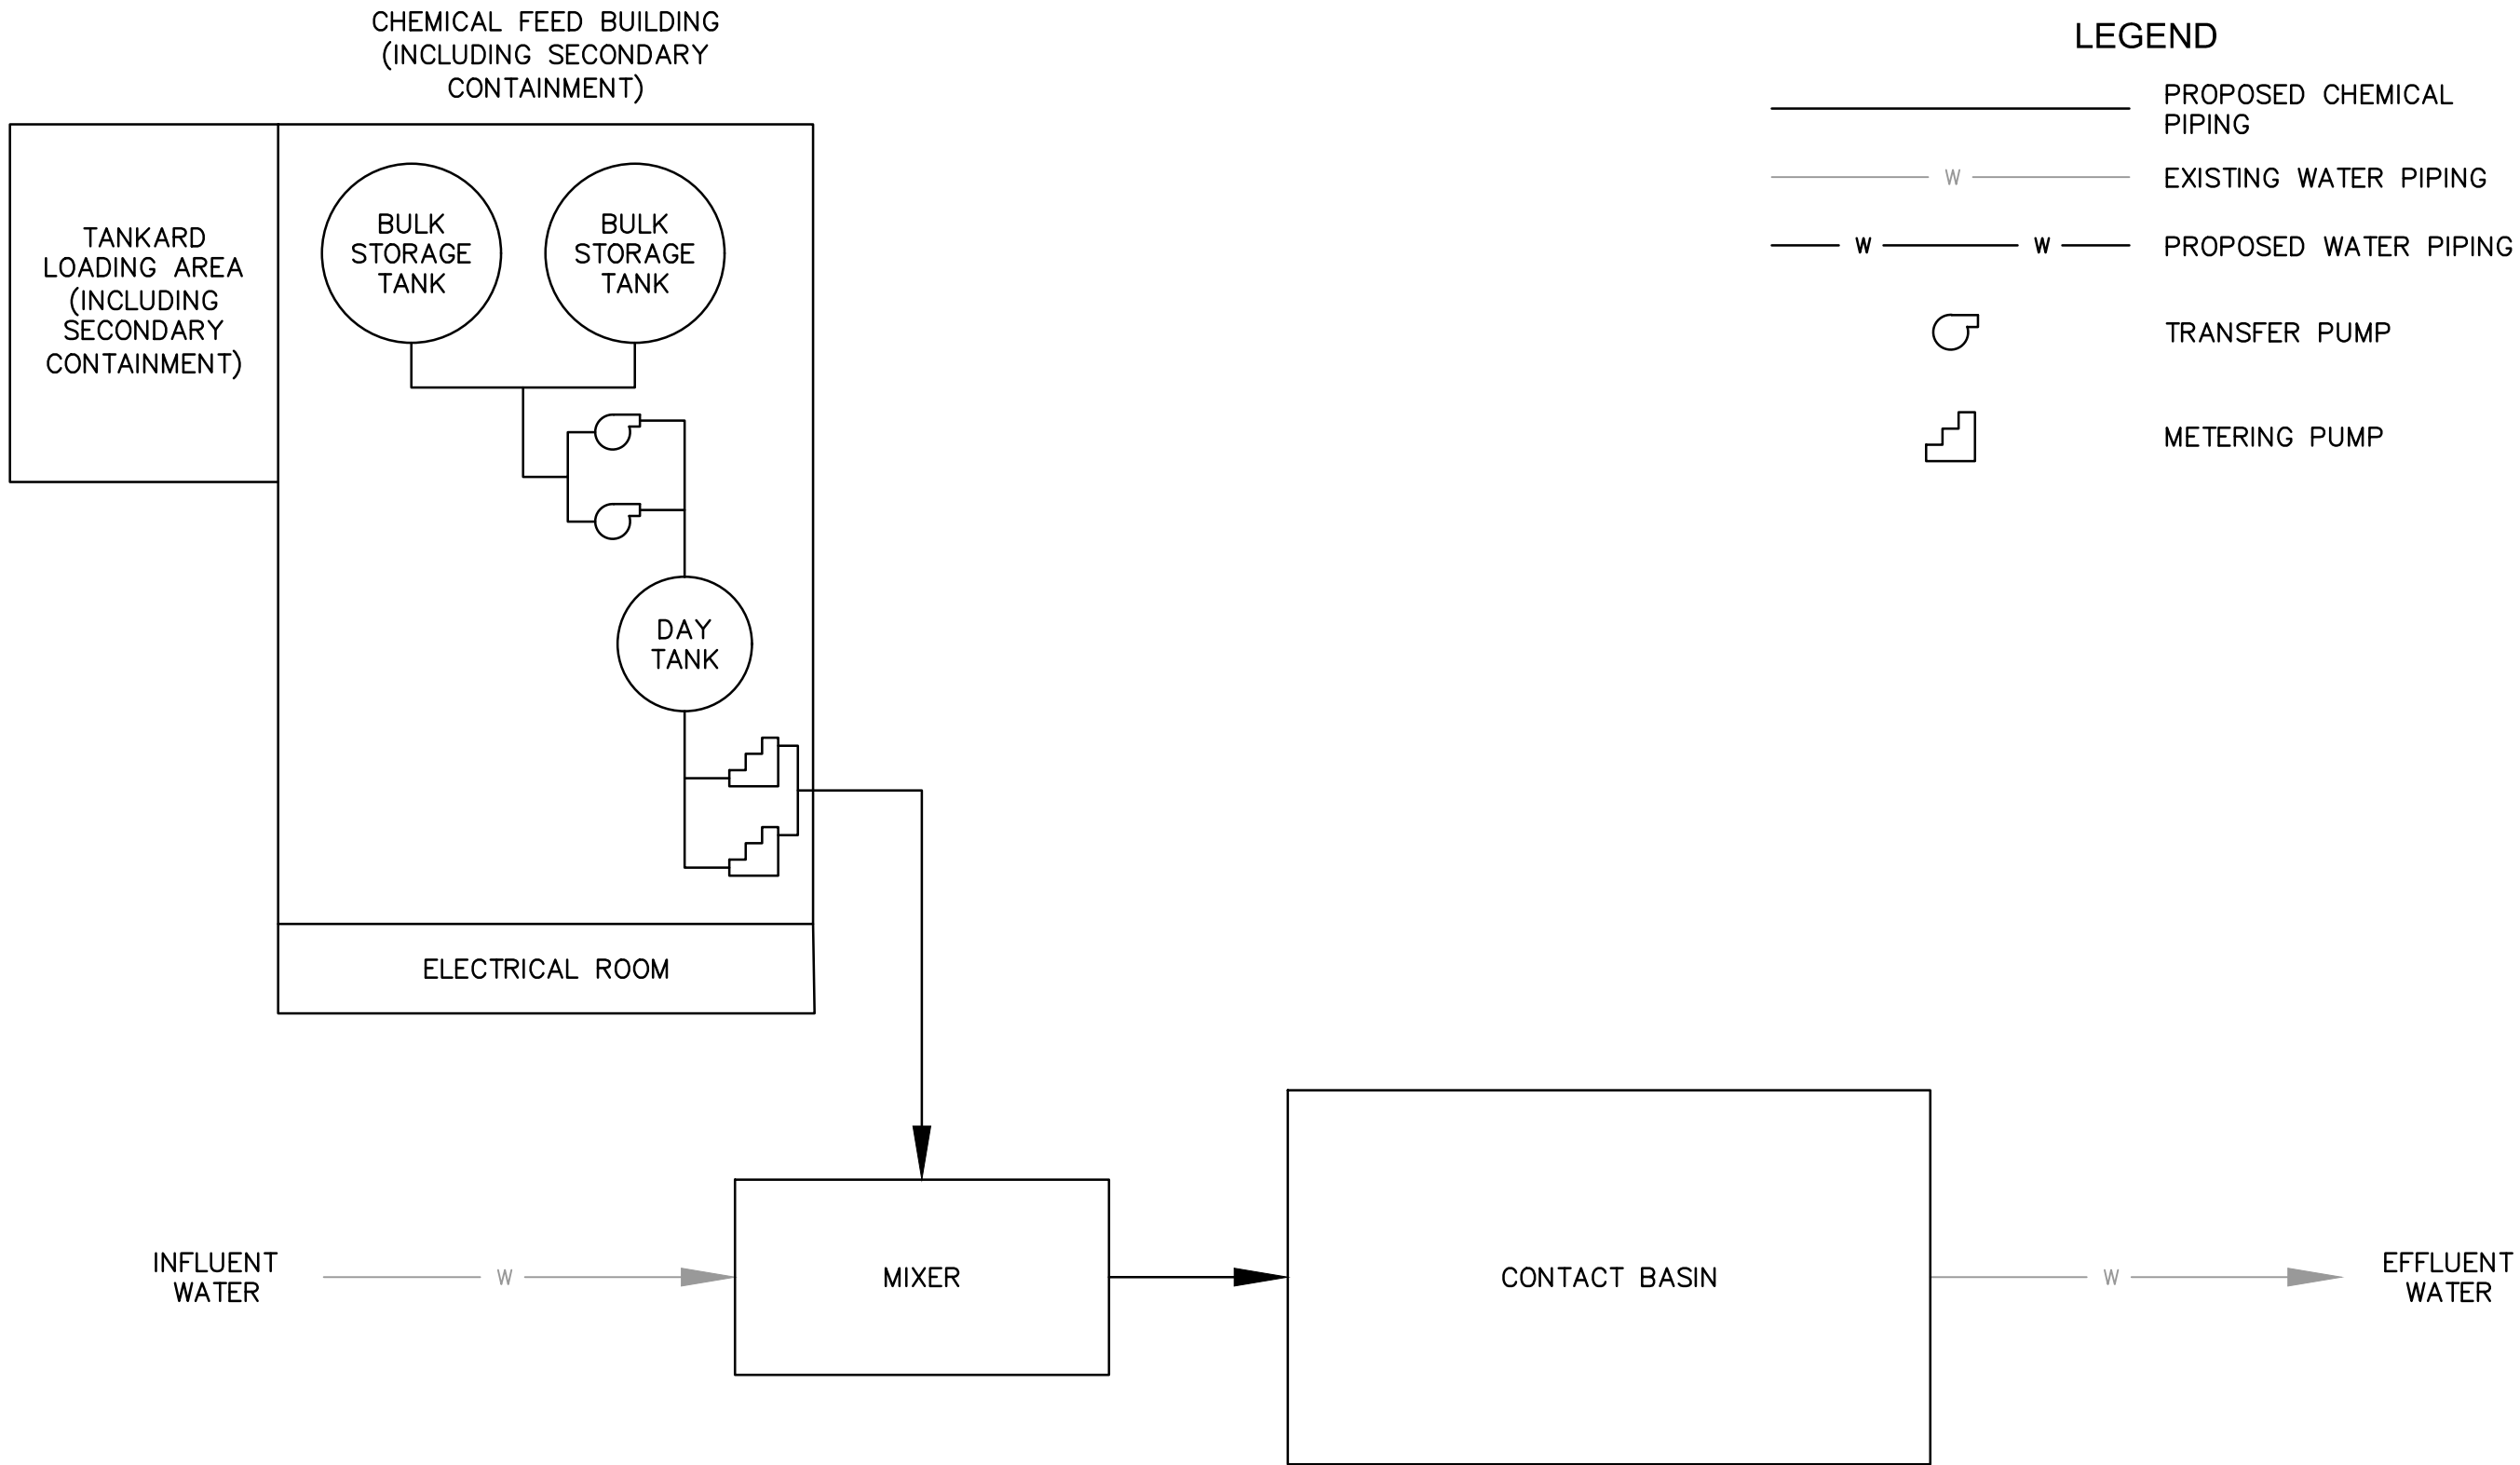 CHEMICAL FEED BUILDING
(INCLUDING SECONDARY
CONTAINMENT)
TANKARD
LOADING AREA
(INCLUDING
SECONDARY
CONTAINMENT)
BULK
STORAGE
TANK
BULK
STORAGE
TANK
DAY
TANK
ELECTRICAL ROOM
LEGEND
PROPOSED CHEMICAL
PIPING
W
EXISTING WATER PIPING
W W
PROPOSED WATER PIPING
TRANSFER PUMP
METERING PUMP
INFLUENT
WATER
W
MIXER
CONTACT BASIN
W
EFFLUENT
WATER